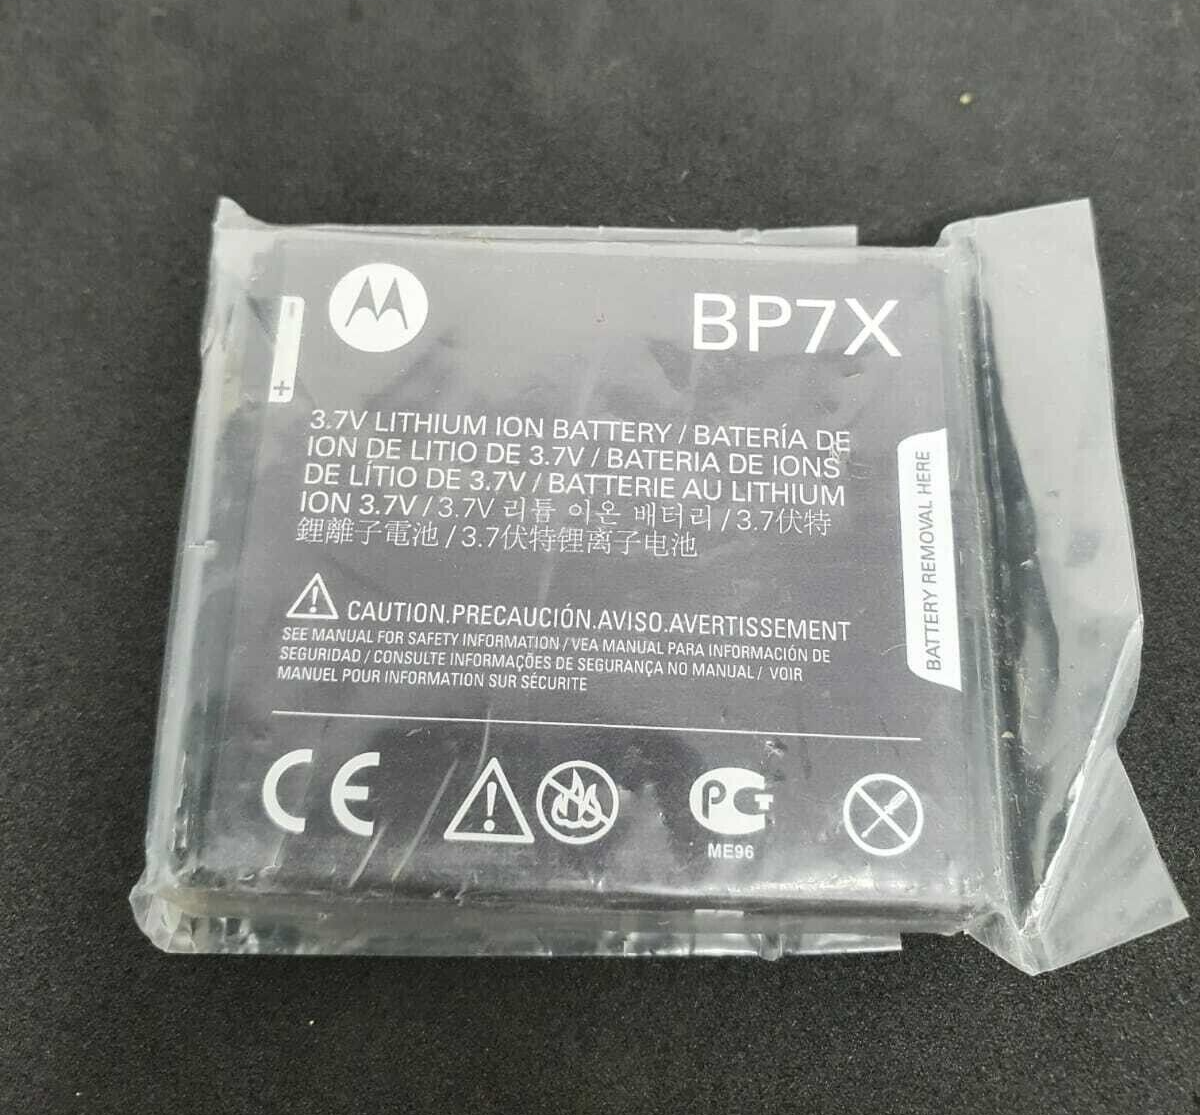 BP7X
- +
3.7V LITHIUM ION BATTERY / BATERÍA DE
ION DE LITIO DE 3.7V / BATERIA DE IONS
DE LÍTIO DE 3.7V / BATTERIE AU LITHIUM
ION 3.7V / 3.7V 리튬 이온 배터리 / 3.7伏特
鋰離子電池 / 3.7伏特锂离子电池
BATTERY REMOVAL HERE
CAUTION.PRECAUCIÓN.AVISO.AVERTISSEMENT
SEE MANUAL FOR SAFETY INFORMATION / VEA MANUAL PARA INFORMACIÓN DE
SEGURIDAD / CONSULTE INFORMAÇÕES DE SEGURANÇA NO MANUAL / VOIR
MANUEL POUR INFORMATION SUR SÉCURITE
CE
РСТ
ME96